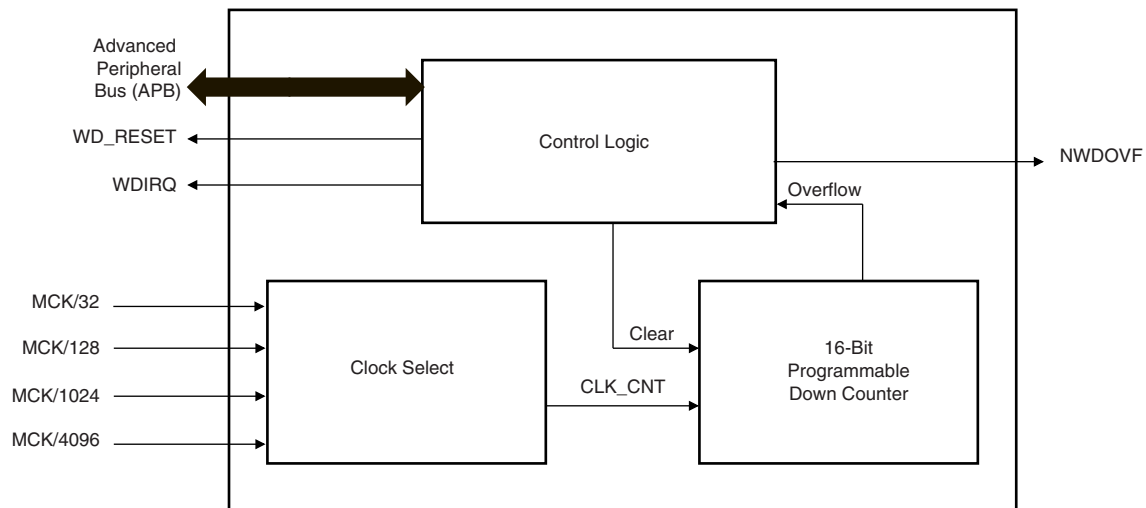 Advanced
Peripheral
Bus (APB)
WD_RESET
WDIRQ
Control Logic
NWDOVF
Overflow
MCK/32
MCK/128
MCK/1024
MCK/4096
Clock Select
Clear
CLK_CNT
16-Bit
Programmable
Down Counter